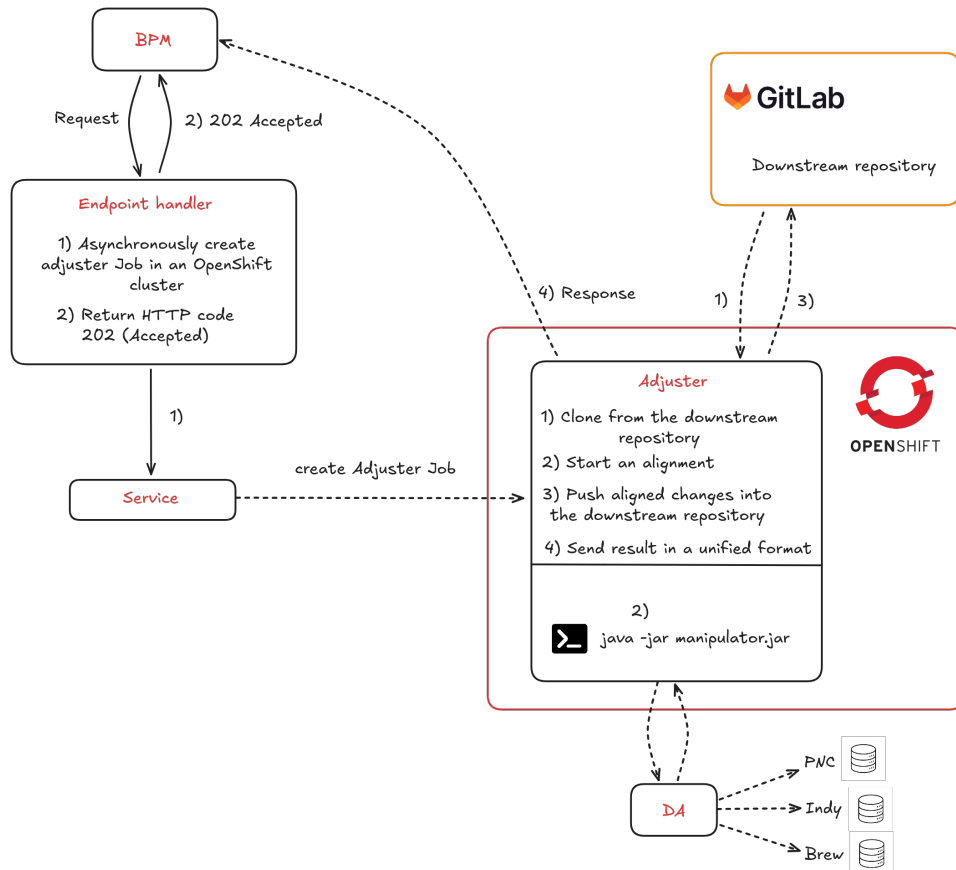 BPM
Request
2) 202 Accepted
GitLab
Downstream repository
Endpoint handler
1) Asynchronously create
adjuster Job in an OpenShift
cluster
2) Return HTTP code
202 (Accepted)
4) Response
1)
3)
1)
Service
create Adjuster Job
Adjuster
1) Clone from the downstream
repository
2) Start an alignment
3) Push aligned changes into
the downstream repository
4) Send result in a unified format
OPENSHIFT
2)
java -jar manipulator.jar
DA
PNC
Indy
Brew